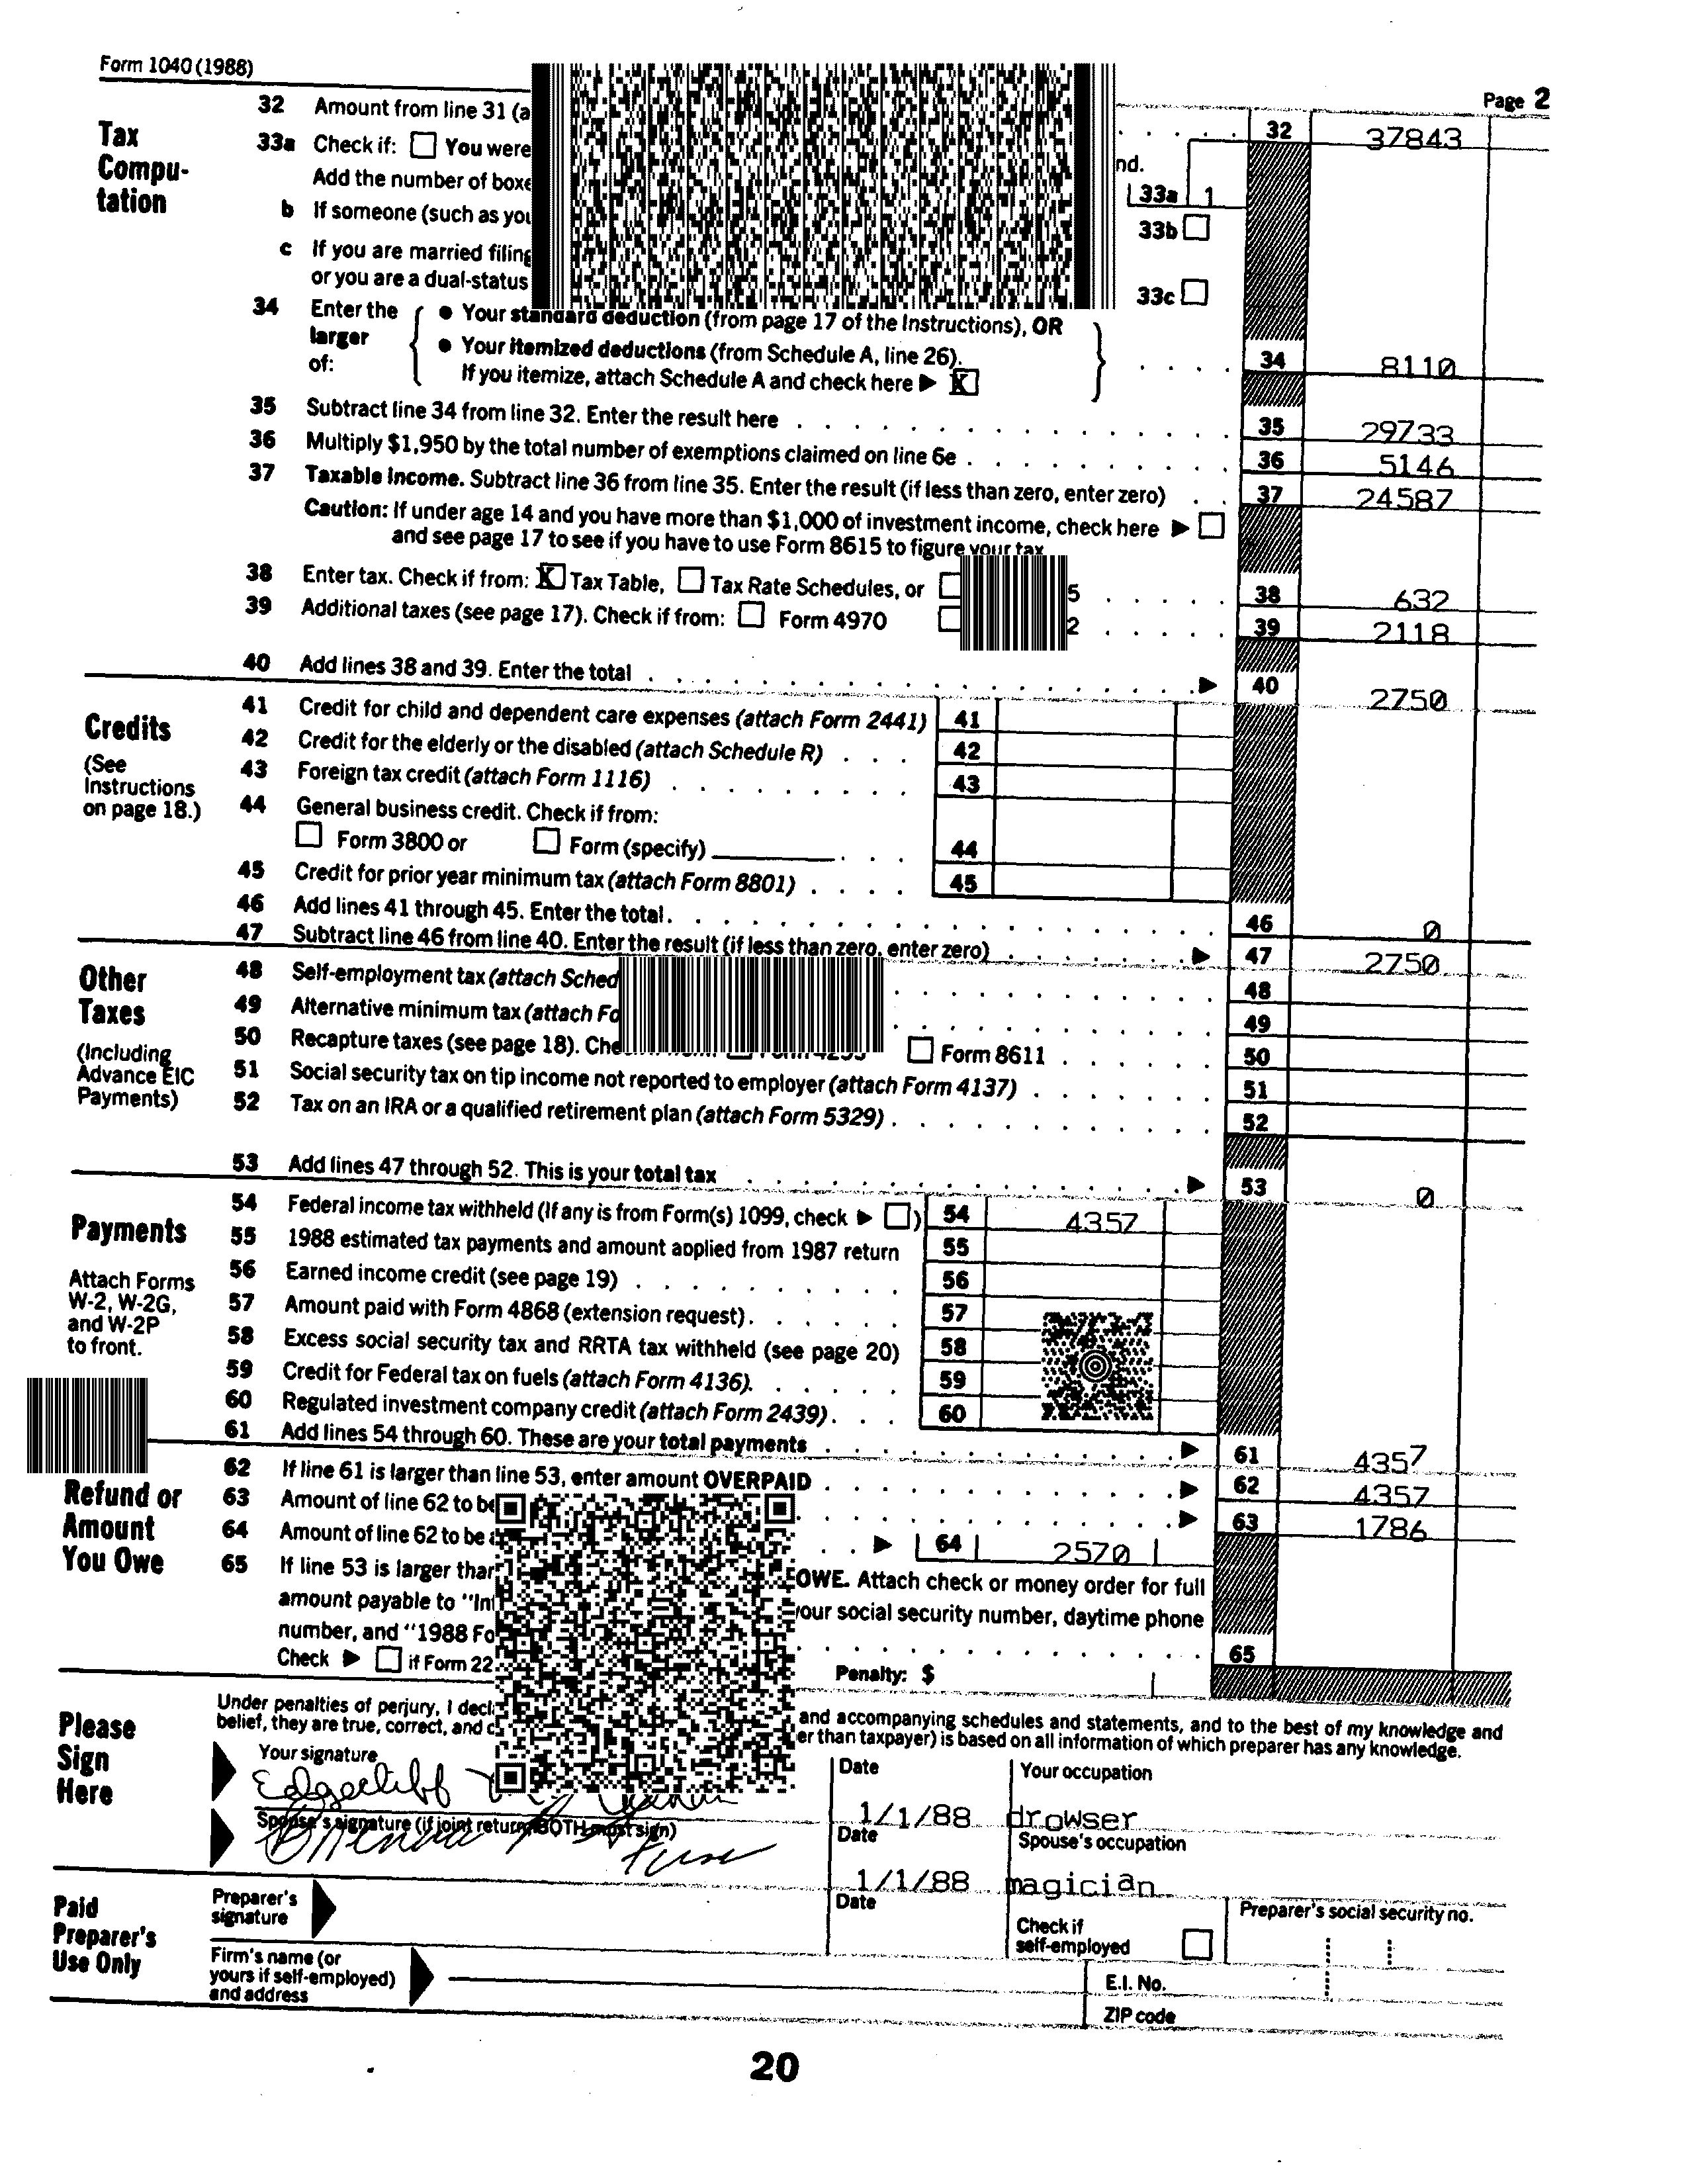 Form 1040 (1988)
Page 2
Tax Compu-tation
32 Amount from line 31 (a
32 37843
33a Check if: You were
nd.
Add the number of boxe
33a 1
b If someone (such as you
33b
c If you are married filing
or you are a dual-status
33c
34 Enter the larger of:
● Your standard deduction (from page 17 of the Instructions), OR
● Your itemized deductions (from Schedule A, line 26).
If you itemize, attach Schedule A and check here ▶ X
34 8110
35 Subtract line 34 from line 32. Enter the result here
35 29733
36 Multiply $1,950 by the total number of exemptions claimed on line 6e
36 5146
37 Taxable income. Subtract line 36 from line 35. Enter the result (if less than zero, enter zero)
37 24587
Caution: If under age 14 and you have more than $1,000 of investment income, check here ▶
and see page 17 to see if you have to use Form 8615 to figure your tax
38 Enter tax. Check if from: X Tax Table, Tax Rate Schedules, or 5
38 632
39 Additional taxes (see page 17). Check if from: Form 4970 2
39 2118
40 Add lines 38 and 39. Enter the total
40 2750
Credits
(See Instructions on page 18.)
41 Credit for child and dependent care expenses (attach Form 2441) 41
42 Credit for the elderly or the disabled (attach Schedule R) 42
43 Foreign tax credit (attach Form 1116) 43
44 General business credit. Check if from:
Form 3800 or Form (specify) 44
45 Credit for prior year minimum tax (attach Form 8801) 45
46 Add lines 41 through 45. Enter the total.
46 0
47 Subtract line 46 from line 40. Enter the result (if less than zero, enter zero)
47 2750
Other Taxes
(Including Advance EIC Payments)
48 Self-employment tax (attach Sched
48
49 Alternative minimum tax (attach Fo
49
50 Recapture taxes (see page 18). Che Form 8611
50
51 Social security tax on tip income not reported to employer (attach Form 4137)
51
52 Tax on an IRA or a qualified retirement plan (attach Form 5329)
52
53 Add lines 47 through 52. This is your total tax
53 0
Payments
Attach Forms W-2, W-2G, and W-2P to front.
54 Federal income tax withheld (If any is from Form(s) 1099, check ▶ ) 54 4357
55 1988 estimated tax payments and amount applied from 1987 return 55
56 Earned income credit (see page 19) 56
57 Amount paid with Form 4868 (extension request) 57
58 Excess social security tax and RRTA tax withheld (see page 20) 58
59 Credit for Federal tax on fuels (attach Form 4136). 59
60 Regulated investment company credit (attach Form 2439) 60
61 Add lines 54 through 60. These are your total payments
61 4357
Refund or Amount You Owe
62 If line 61 is larger than line 53, enter amount OVERPAID
62 4357
63 Amount of line 62 to be
63 1786
64 Amount of line 62 to be
64 2570
65 If line 53 is larger than OWE. Attach check or money order for full
amount payable to "Int your social security number, daytime phone
number, and "1988 Fo
65
Check ▶ if Form 22 Penalty: $
Please Sign Here
Under penalties of perjury, I decl and accompanying schedules and statements, and to the best of my knowledge and
belief, they are true, correct, and c er than taxpayer) is based on all information of which preparer has any knowledge.
Your signature
Date
Your occupation
1/1/88 drowser
Spouse's signature (if joint return, BOTH must sign)
Date
Spouse's occupation
1/1/88 magician
Paid Preparer's Use Only
Preparer's signature
Date
Check if self-employed
Preparer's social security no.
Firm's name (or yours if self-employed) and address
E.I. No.
ZIP code
20